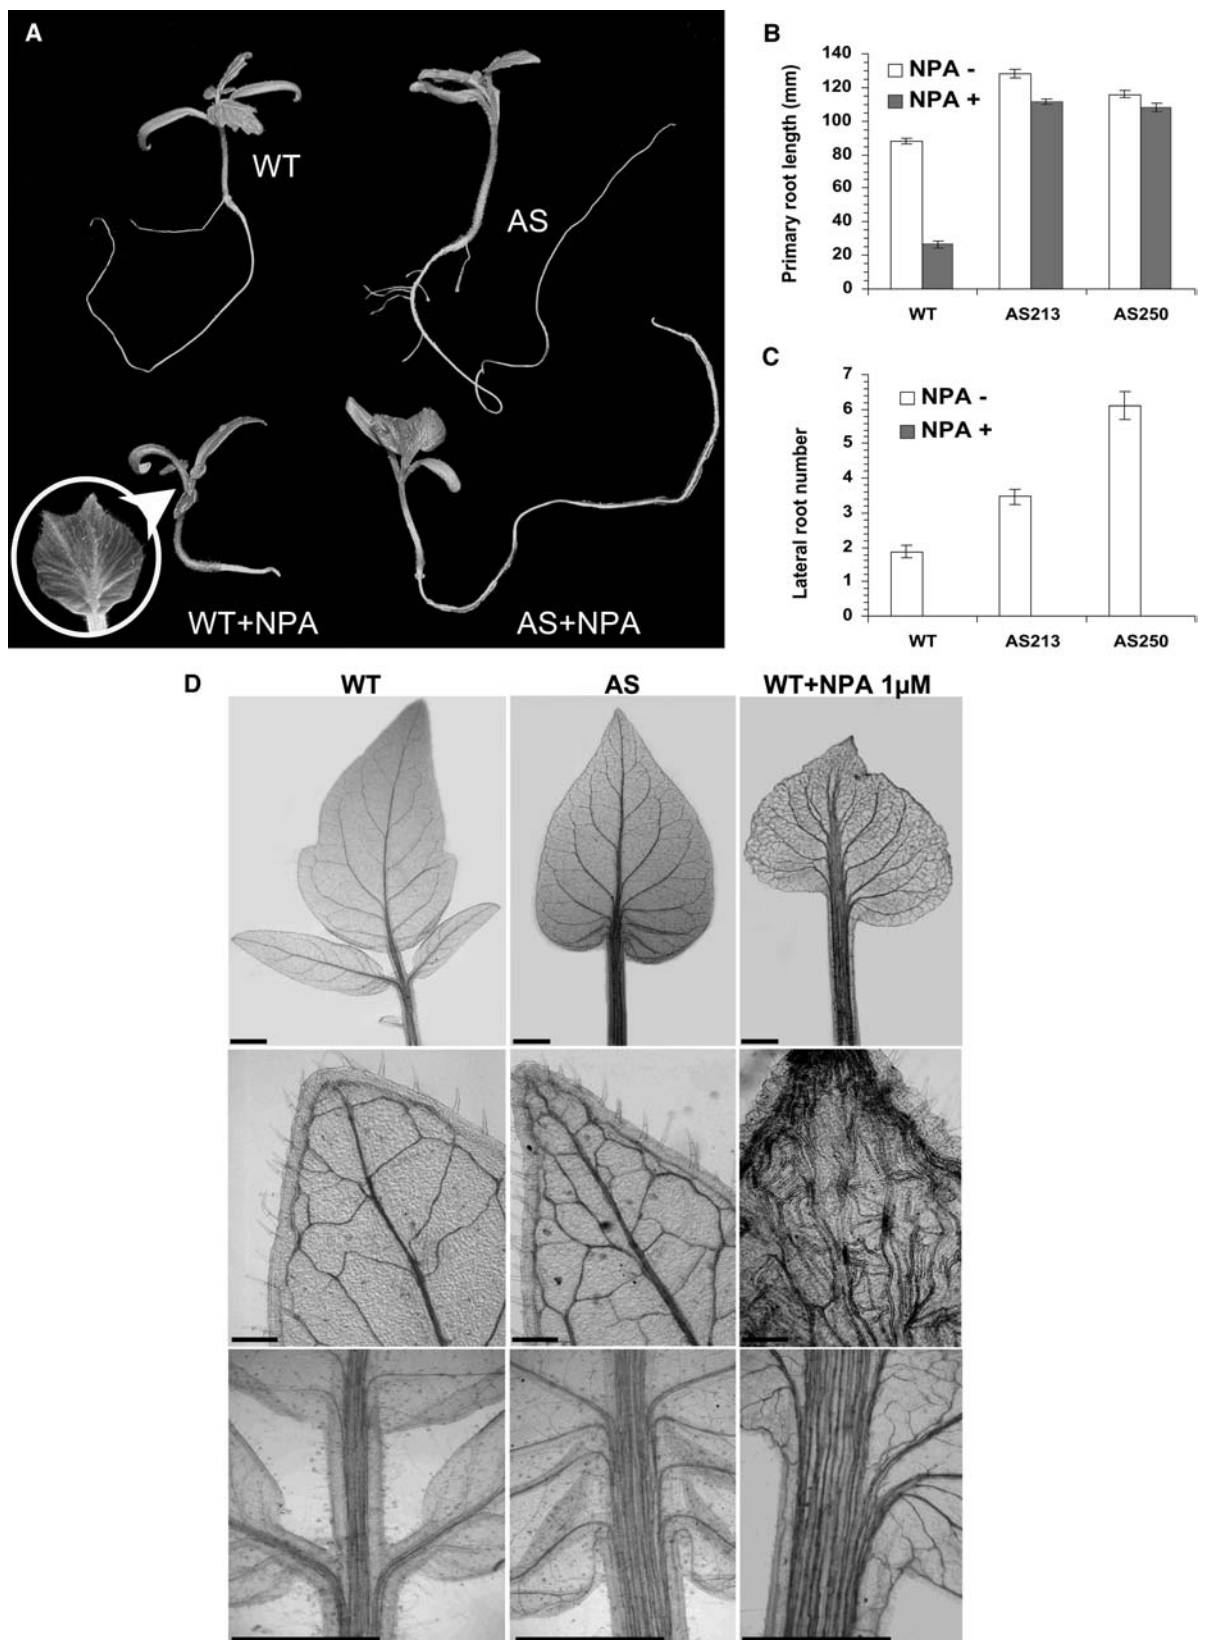 A
WT
AS
WT+NPA
AS+NPA
B
Primary root length (mm)
140
120
100
80
60
40
20
0
NPA -
NPA +
WT AS213 AS250
C
Lateral root number
7
6
5
4
3
2
1
0
NPA -
NPA +
WT AS213 AS250
D
WT AS WT+NPA 1µM